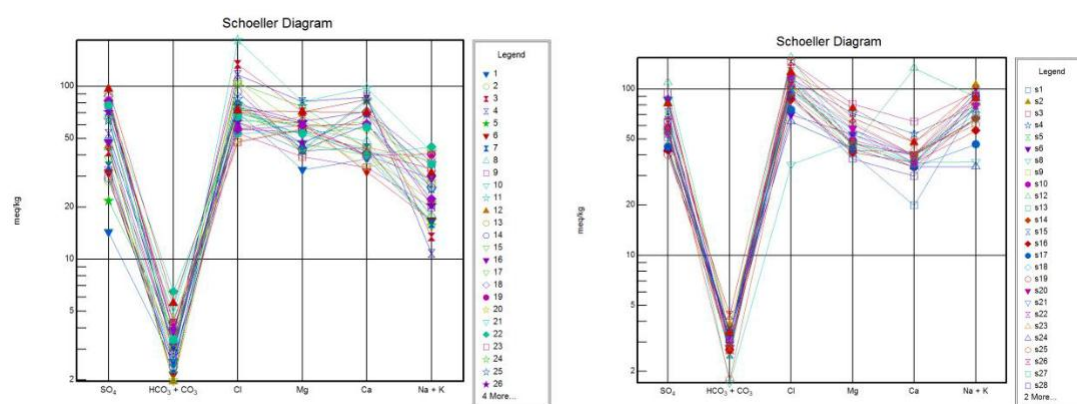 Schoeller Diagram
100
50
20
10
5
2
meq/kg
SO₄ HCO₃ + CO₃ Cl Mg Ca Na + K
Legend
1
2
3
4
5
6
7
8
9
10
11
12
13
14
15
16
17
18
19
20
21
22
23
24
25
26
4 More...
Schoeller Diagram
100
50
20
10
5
2
meq/kg
SO₄ HCO₃ + CO₃ Cl Mg Ca Na + K
Legend
s1
s2
s3
s4
s5
s6
s8
s9
s10
s12
s13
s14
s15
s16
s17
s18
s19
s20
s21
s22
s23
s24
s25
s26
s27
s28
2 More...